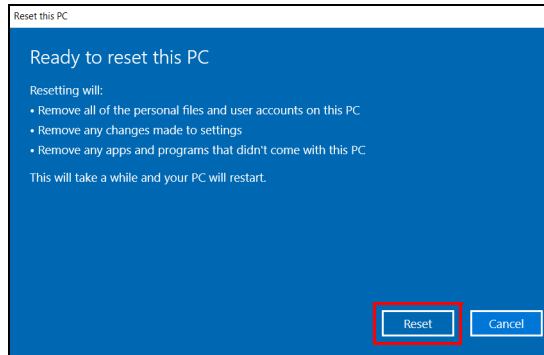 Reset this PC
Ready to reset this PC
Resetting will:
• Remove all of the personal files and user accounts on this PC
• Remove any changes made to settings
• Remove any apps and programs that didn't come with this PC
This will take a while and your PC will restart.
Reset Cancel